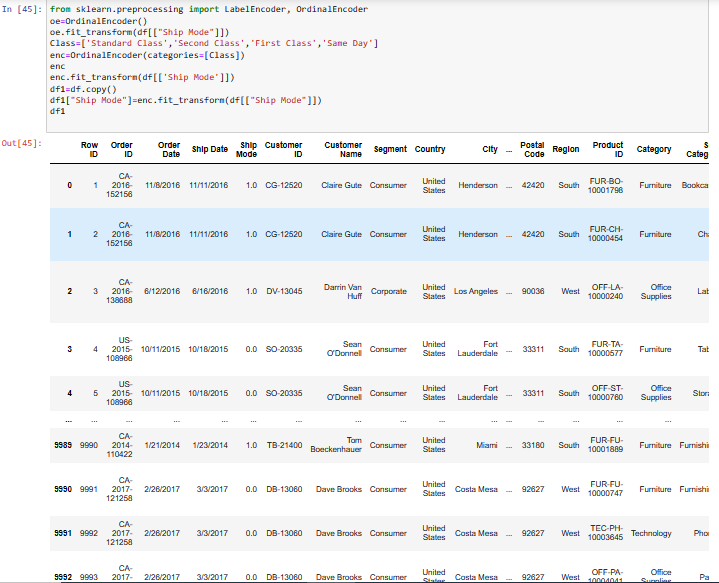 In [45]: from sklearn.preprocessing import LabelEncoder, OrdinalEncoder
oe=OrdinalEncoder()
oe.fit_transform(df[["Ship Mode"]])
Class=['Standard Class','Second Class','First Class','Same Day']
enc=OrdinalEncoder(categories=[Class])
enc
enc.fit_transform(df[['Ship Mode']])
df1=df.copy()
df1["Ship Mode"]=enc.fit_transform(df[["Ship Mode"]])
df1
Out[45]:
Row ID Order ID Order Date Ship Date Ship Mode Customer ID Customer Name Segment Country City ... Postal Code Region Product ID Category S Categ
0 1 CA-2016-152156 11/8/2016 11/11/2016 1.0 CG-12520 Claire Gute Consumer United States Henderson ... 42420 South FUR-BO-10001798 Furniture Bookca
1 2 CA-2016-152156 11/8/2016 11/11/2016 1.0 CG-12520 Claire Gute Consumer United States Henderson ... 42420 South FUR-CH-10000454 Furniture Ch
2 3 CA-2016-138688 6/12/2016 6/16/2016 1.0 DV-13045 Darrin Van Huff Corporate United States Los Angeles ... 90036 West OFF-LA-10000240 Office Supplies Lab
3 4 US-2015-108966 10/11/2015 10/18/2015 0.0 SO-20335 Sean O'Donnell Consumer United States Fort Lauderdale ... 33311 South FUR-TA-10000577 Furniture Tab
4 5 US-2015-108966 10/11/2015 10/18/2015 0.0 SO-20335 Sean O'Donnell Consumer United States Fort Lauderdale ... 33311 South OFF-ST-10000760 Office Supplies Stor
... ... ... ... ... ... ... ... ... ... ... ... ... ... ... ...
9989 9990 CA-2014-110422 1/21/2014 1/23/2014 1.0 TB-21400 Tom Boeckenhauer Consumer United States Miami ... 33180 South FUR-FU-10001889 Furniture Furnishi
9990 9991 CA-2017-121258 2/26/2017 3/3/2017 0.0 DB-13060 Dave Brooks Consumer United States Costa Mesa ... 92627 West FUR-FU-10000747 Furniture Furnishi
9991 9992 CA-2017-121258 2/26/2017 3/3/2017 0.0 DB-13060 Dave Brooks Consumer United States Costa Mesa ... 92627 West TEC-PH-10003645 Technology Pho
9992 9993 CA-2017- 2/26/2017 3/3/2017 0.0 DB-13060 Dave Brooks Consumer United States Costa Mesa ... 92627 West OFF-PA- Office Pa